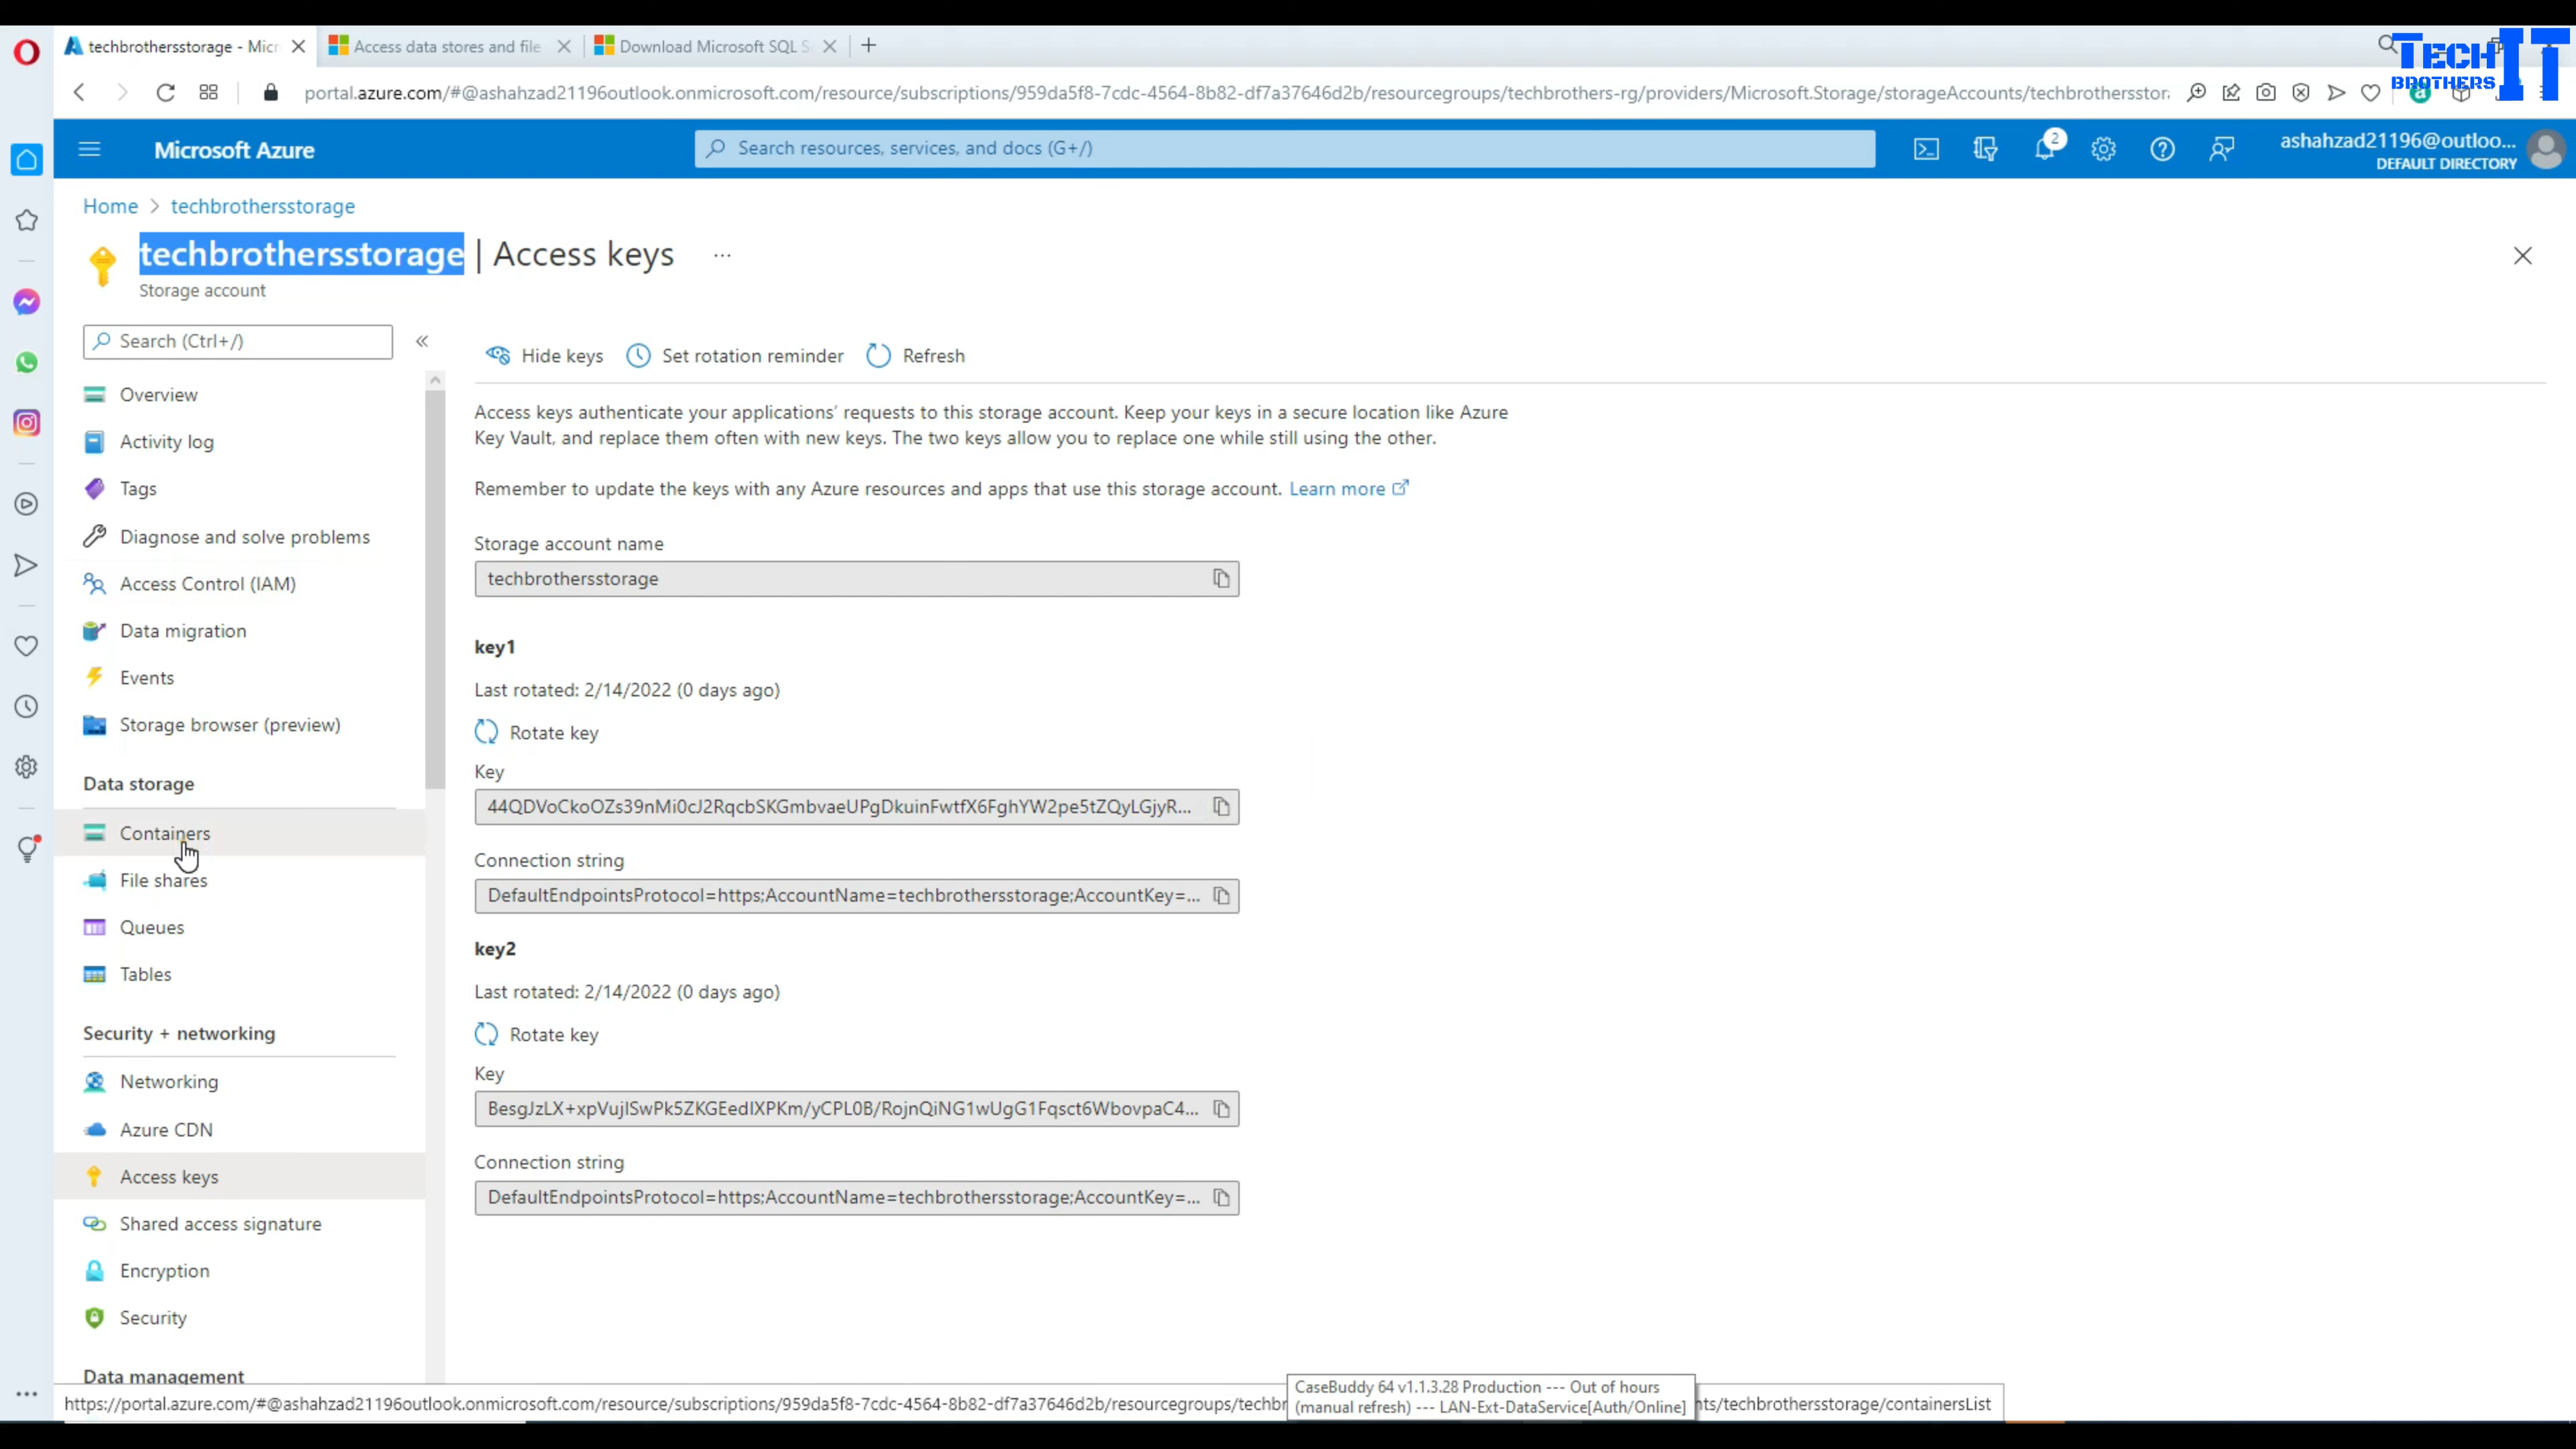 techbrothersstorage - Micr
Access data stores and file
Download Microsoft SQL S
TECH IT
BROTHERS
portal.azure.com/#@ashahzad21196outlook.onmicrosoft.com/resource/subscriptions/959da5f8-7cdc-4564-8b82-df7a37646d2b/resourcegroups/techbrothers-rg/providers/Microsoft.Storage/storageAccounts/techbrothersstor
Microsoft Azure
Search resources, services, and docs (G+/)
2
ashahzad21196@outloo...
DEFAULT DIRECTORY
Home > techbrothersstorage
techbrothersstorage | Access keys ...
Storage account
Search (Ctrl+/)
Overview
Activity log
Tags
Diagnose and solve problems
Access Control (IAM)
Data migration
Events
Storage browser (preview)
Data storage
Containers
File shares
Queues
Tables
Security + networking
Networking
Azure CDN
Access keys
Shared access signature
Encryption
Security
Data management
Hide keys
Set rotation reminder
Refresh
Access keys authenticate your applications' requests to this storage account. Keep your keys in a secure location like Azure
Key Vault, and replace them often with new keys. The two keys allow you to replace one while still using the other.
Remember to update the keys with any Azure resources and apps that use this storage account. Learn more
Storage account name
techbrothersstorage
key1
Last rotated: 2/14/2022 (0 days ago)
Rotate key
Key
44QDVoCkoOZs39nMi0cJ2RqcbSKGmbvaeUPgDkuinFwtfX6FghYW2pe5tZQyLGjyR...
Connection string
DefaultEndpointsProtocol=https;AccountName=techbrothersstorage;AccountKey=...
key2
Last rotated: 2/14/2022 (0 days ago)
Rotate key
Key
BesgJzLX+xpVujISwPk5ZKGEedIXPKm/yCPL0B/RojnQiNG1wUgG1Fqsct6WbovpaC4...
Connection string
DefaultEndpointsProtocol=https;AccountName=techbrothersstorage;AccountKey=...
CaseBuddy 64 v1.1.3.28 Production --- Out of hours
(manual refresh) --- LAN-Ext-DataService[Auth/Online]
https://portal.azure.com/#@ashahzad21196outlook.onmicrosoft.com/resource/subscriptions/959da5f8-7cdc-4564-8b82-df7a37646d2b/resourcegroups/techbr
nts/techbrothersstorage/containersList